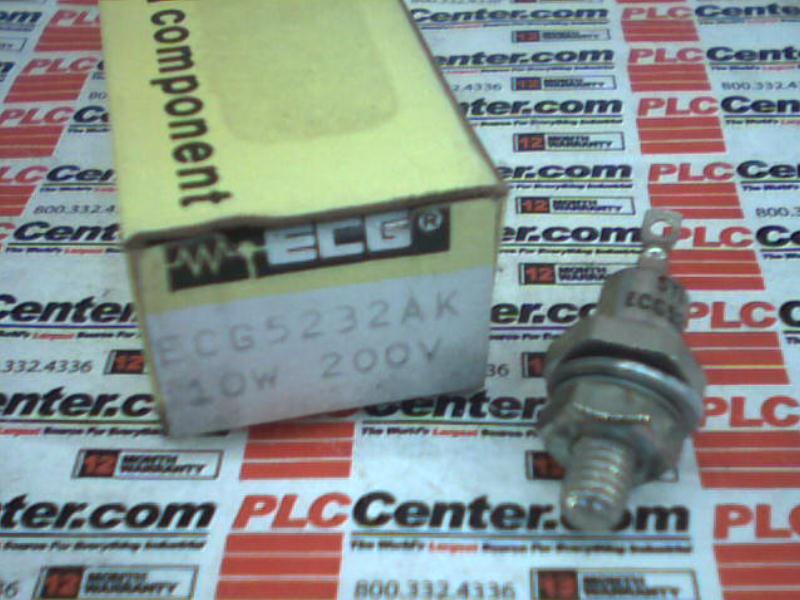 component
ECG®
ECG5232AK
10W 200V
PLCCenter.com
The World's Largest Source For Everything Industrial
800.332.4336
12 MONTH WARRANTY